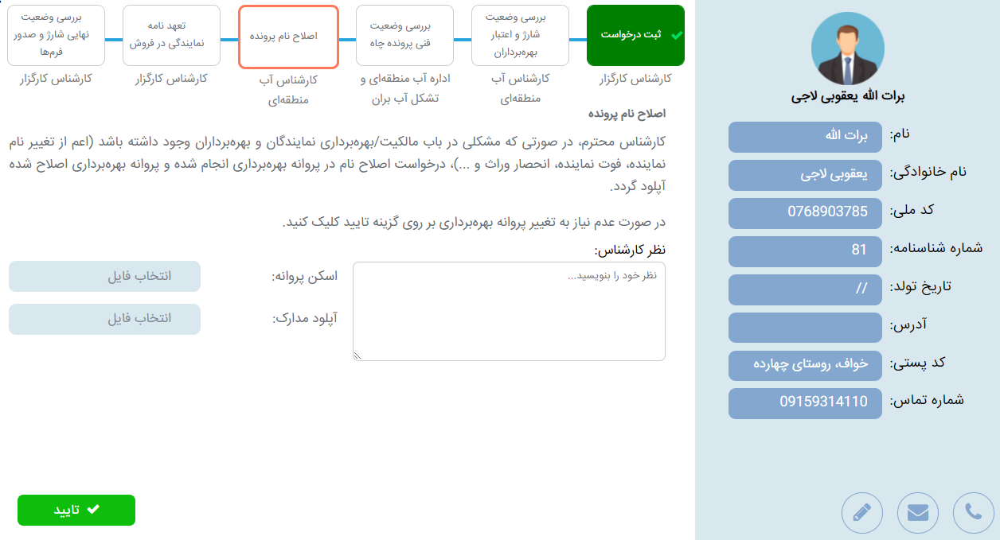 ثبت درخواست
کارشناس کارگزار
بررسی وضعیت
شارژ و اعتبار
بهره‌برداران
کارشناس آب
منطقه‌ای
بررسی وضعیت
فنی پرونده چاه
اداره آب منطقه‌ای و
تشکل آب بران
اصلاح نام پرونده
کارشناس آب
منطقه‌ای
تعهد نامه
نمایندگی در فروش
کارشناس کارگزار
بررسی وضعیت
نهایی شارژ و صدور
فرم‌ها
کارشناس کارگزار
برات الله یعقوبی لاجی
نام: برات الله
نام خانوادگی: یعقوبی لاجی
کد ملی: 0768903785
شماره شناسنامه: 81
تاریخ تولد: //
آدرس:
کد پستی: خواف، روستای چهارده
شماره تماس: 09159314110
اصلاح نام پرونده
کارشناس محترم، در صورتی که مشکلی در باب مالکیت/بهره‌برداری نمایندگان و بهره‌برداران وجود داشته باشد (اعم از تغییر نام
نماینده، فوت نماینده، انحصار وراث و ...)، درخواست اصلاح نام در پروانه بهره‌برداری انجام شده و پروانه بهره‌برداری اصلاح شده
آپلود گردد.
در صورت عدم نیاز به تغییر پروانه بهره‌برداری بر روی گزینه تایید کلیک کنید.
نظر کارشناس:
نظر خود را بنویسید...
اسکن پروانه: انتخاب فایل
آپلود مدارک: انتخاب فایل
تایید